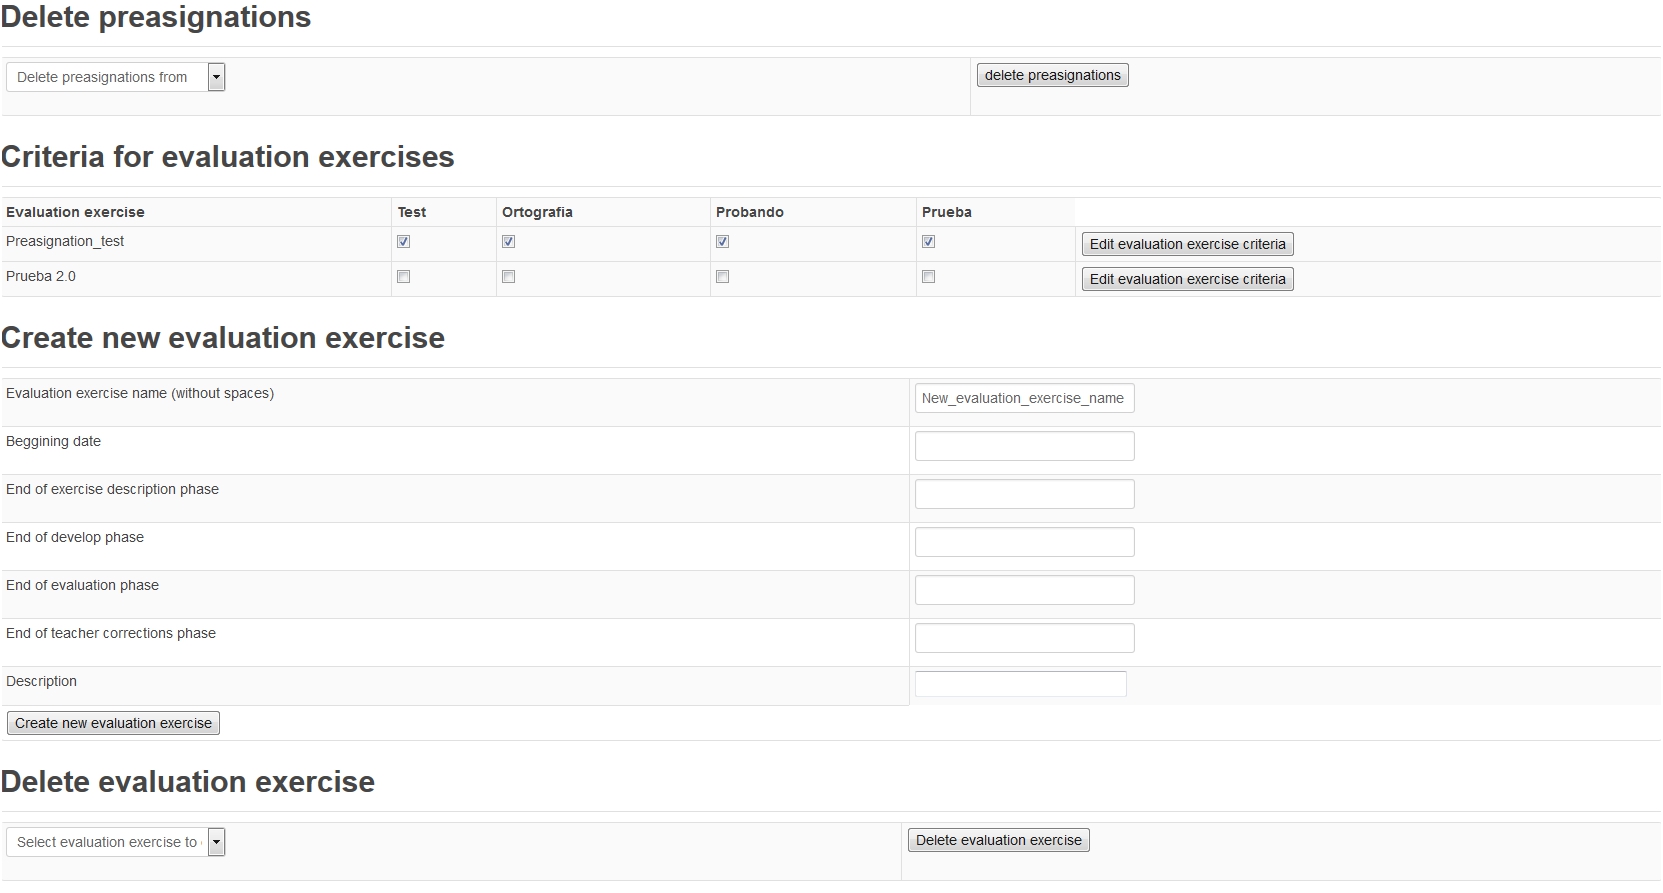 Delete preasignations
Delete preasignations from
delete preasignations
Criteria for evaluation exercises
Evaluation exercise Test Ortografia Probando Prueba
Preasignation_test Edit evaluation exercise criteria
Prueba 2.0 Edit evaluation exercise criteria
Create new evaluation exercise
Evaluation exercise name (without spaces) New_evaluation_exercise_name
Beggining date
End of exercise description phase
End of develop phase
End of evaluation phase
End of teacher corrections phase
Description
Create new evaluation exercise
Delete evaluation exercise
Select evaluation exercise to
Delete evaluation exercise